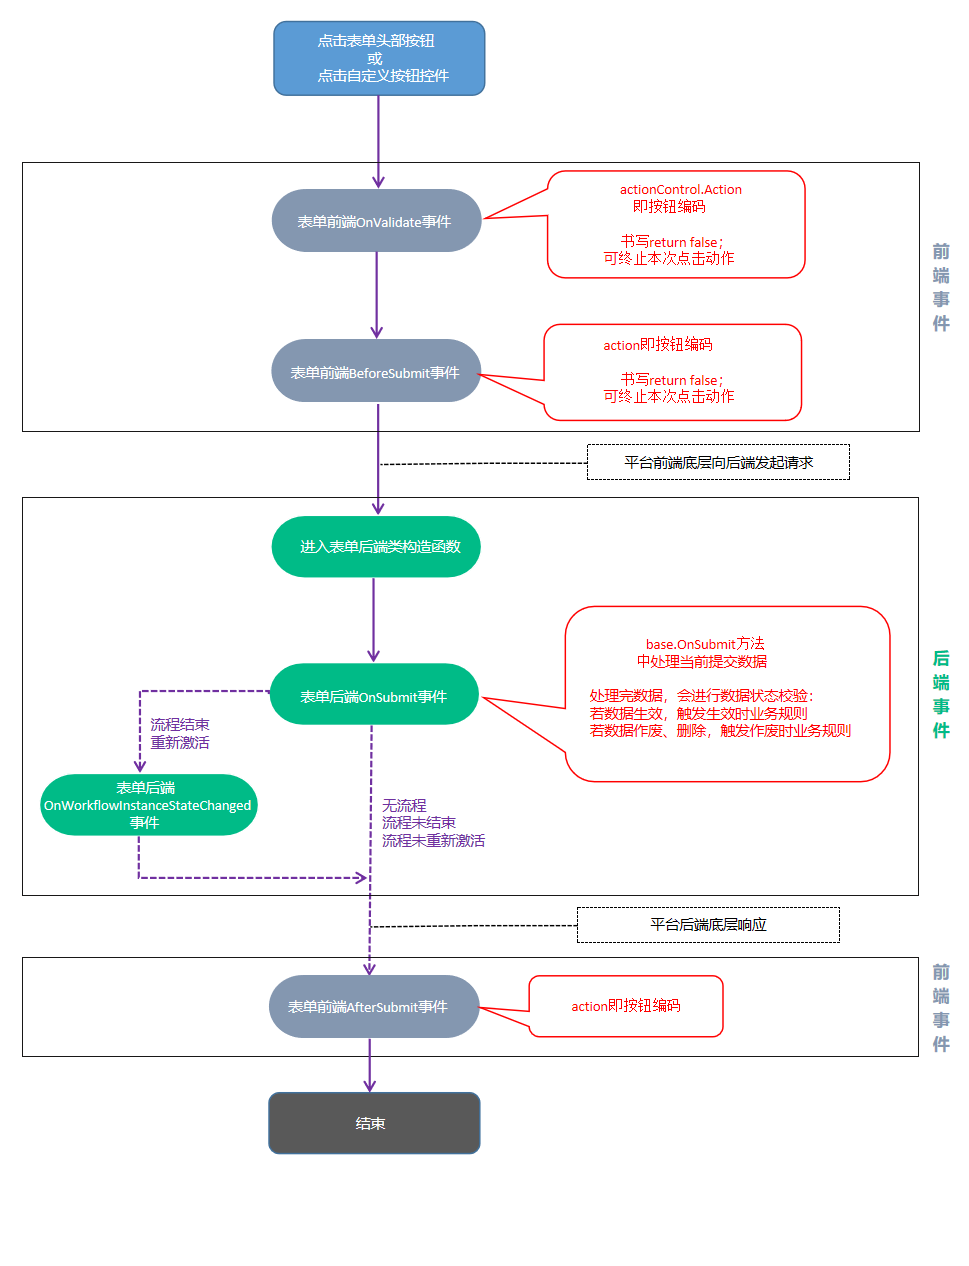 点击表单头部按钮
或
点击自定义按钮控件
表单前端OnValidate事件
actionControl.Action
即按钮编码
书写return false；
可终止本次点击动作
前端事件
表单前端BeforeSubmit事件
action即按钮编码
书写return false；
可终止本次点击动作
平台前端底层向后端发起请求
进入表单后端类构造函数
表单后端OnSubmit事件
base.OnSubmit方法
中处理当前提交数据
处理完数据，会进行数据状态校验：
若数据生效，触发生效时业务规则
若数据作废、删除，触发作废时业务规则
后端事件
流程结束
重新激活
表单后端
OnWorkflowInstanceStateChanged
事件
无流程
流程未结束
流程未重新激活
平台后端底层响应
表单前端AfterSubmit事件
action即按钮编码
前端事件
结束